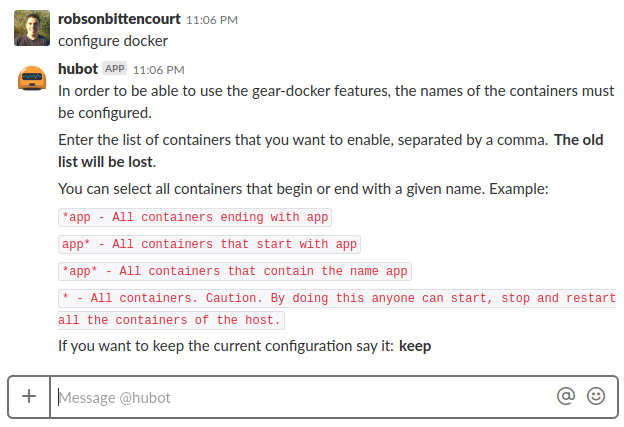 robsonbittencourt 11:06 PM
configure docker
hubot APP 11:06 PM
In order to be able to use the gear-docker features, the names of the containers must
be configured.
Enter the list of containers that you want to enable, separated by a comma. The old
list will be lost.
You can select all containers that begin or end with a given name. Example:
*app - All containers ending with app
app* - All containers that start with app
*app* - All containers that contain the name app
* - All containers. Caution. By doing this anyone can start, stop and restart
all the containers of the host.
If you want to keep the current configuration say it: keep
Message @hubot